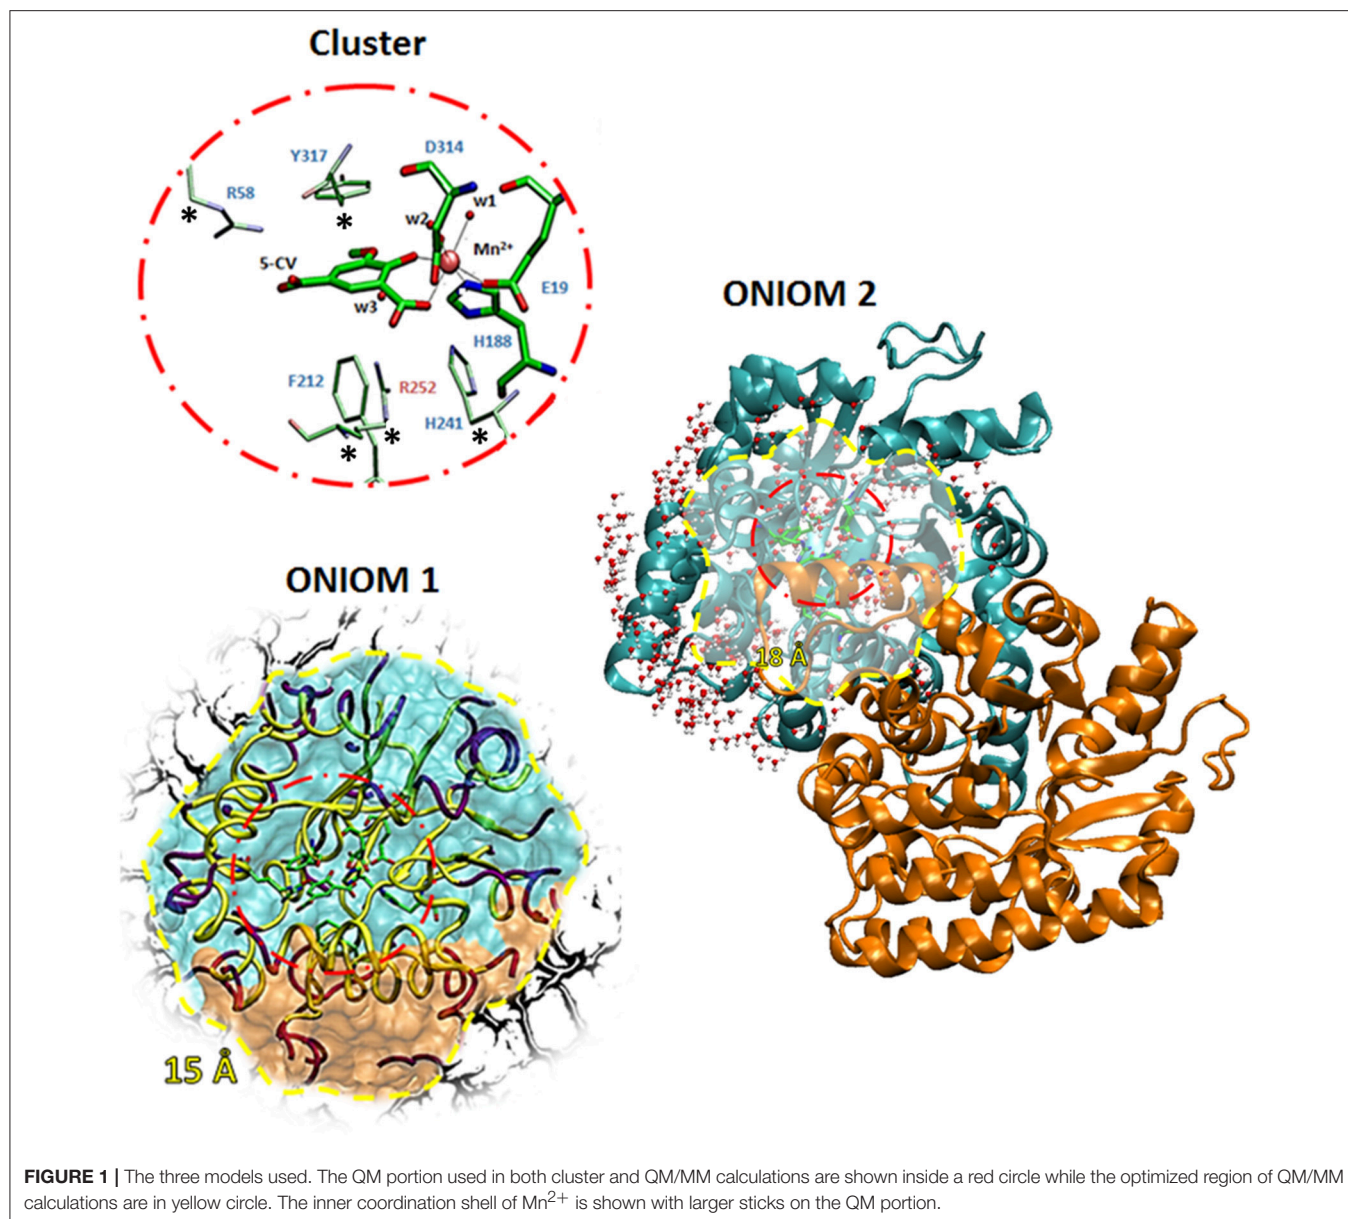 Cluster
Y317
D314
R58
*
*
w2
w1
Mn²⁺
5-CV
w3
E19
H188
F212
R252
H241
*
*
*
ONIOM 2
18 Å
ONIOM 1
15 Å
FIGURE 1 | The three models used. The QM portion used in both cluster and QM/MM calculations are shown inside a red circle while the optimized region of QM/MM
calculations are in yellow circle. The inner coordination shell of Mn²⁺ is shown with larger sticks on the QM portion.